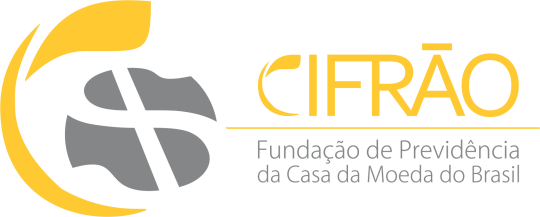 CIFRÃO
Fundação de Previdência
da Casa da Moeda do Brasil